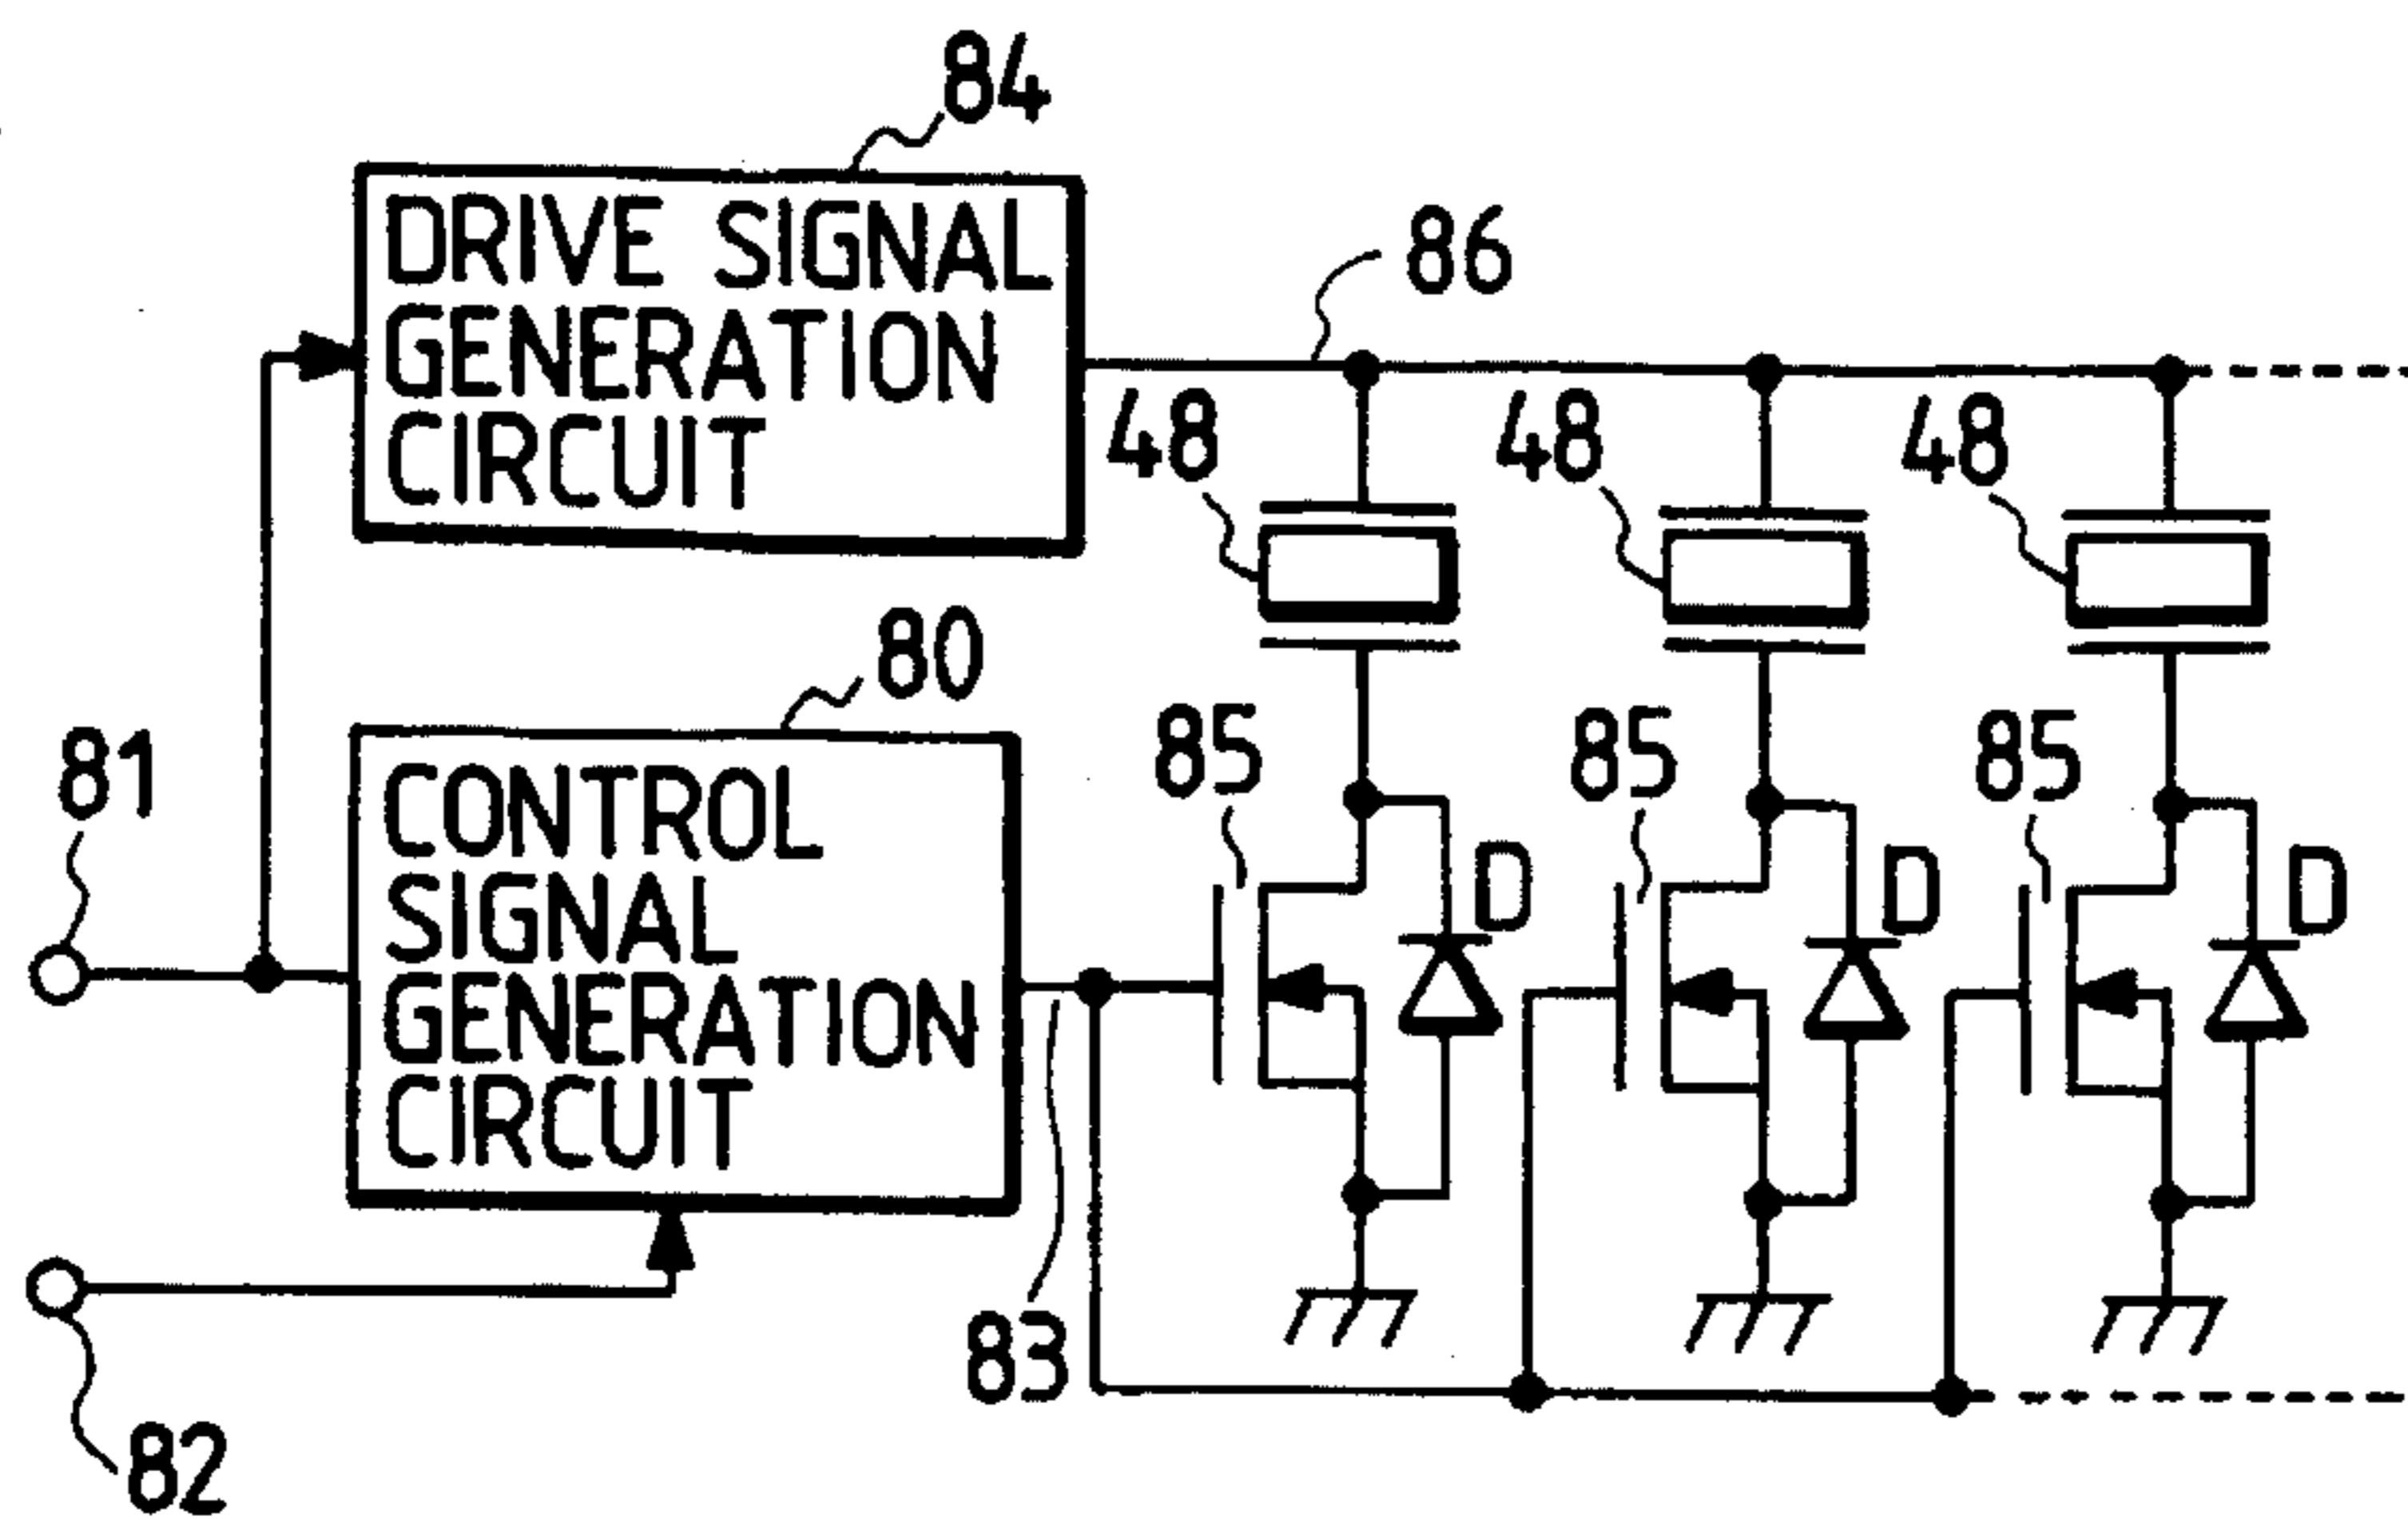 84
DRIVE SIGNAL
GENERATION
CIRCUIT
86
48
48
48
80
81
CONTROL
SIGNAL
GENERATION
CIRCUIT
85
85
85
D
D
D
83
82